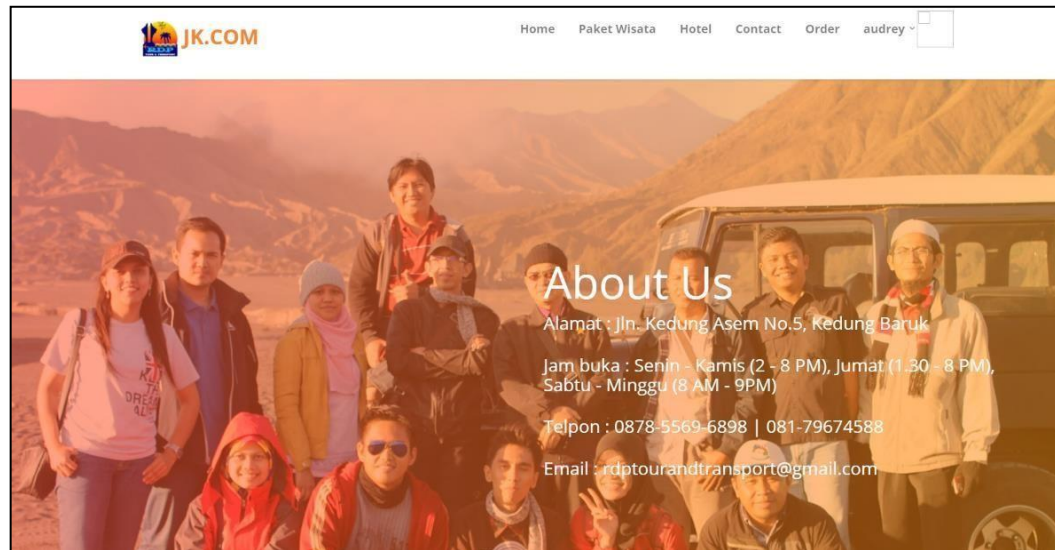 JK.COM
Home Paket Wisata Hotel Contact Order audrey
RDP
About Us
Alamat : Jln. Kedung Asem No.5, Kedung Baruk
Jam buka : Senin - Kamis (2 - 8 PM), Jumat (1.30 - 8 PM),
Sabtu - Minggu (8 AM - 9PM)
Telpon : 0878-5569-6898 | 081-79674588
Email : rdptourandtransport@gmail.com